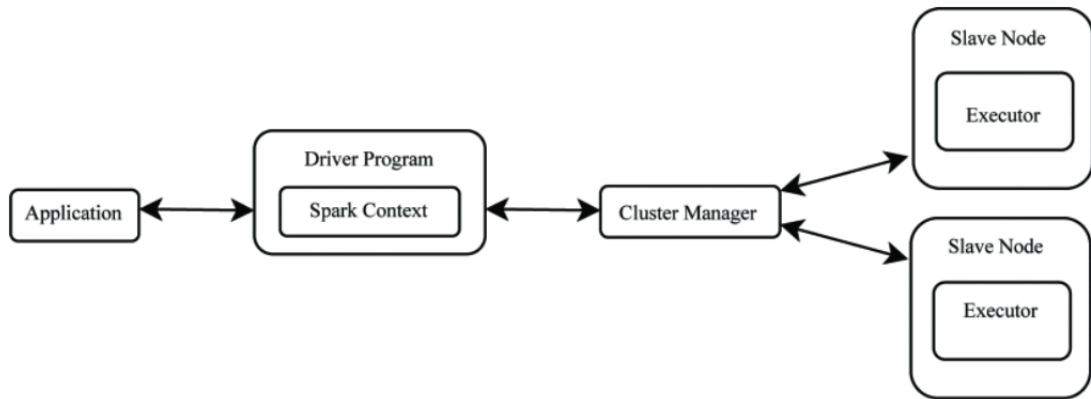 Application
Driver Program
Spark Context
Cluster Manager
Slave Node
Executor
Slave Node
Executor